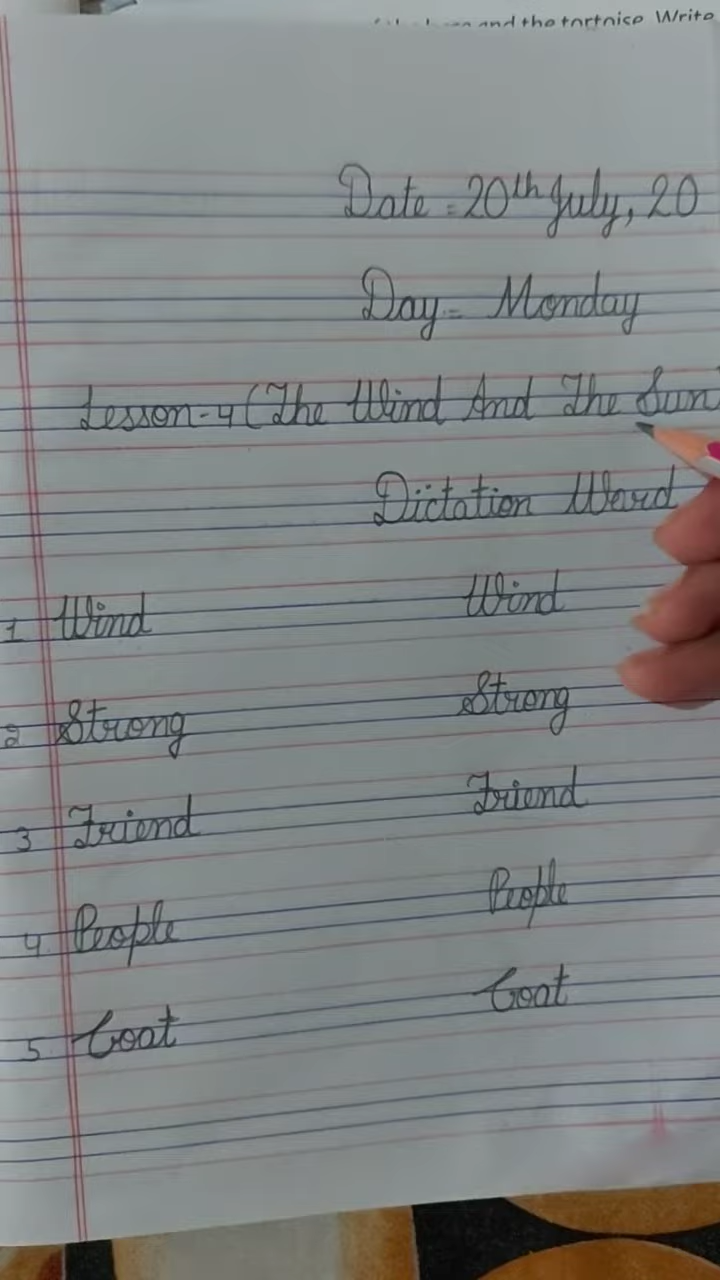 and the tortoise Write
Date = 20th July, 20
Day = Monday
Lesson-4 (The Wind And The Sun)
Dictation Word
1 Wind Wind
2 Strong Strong
3 Friend Friend
4 People People
5 Coat Coat